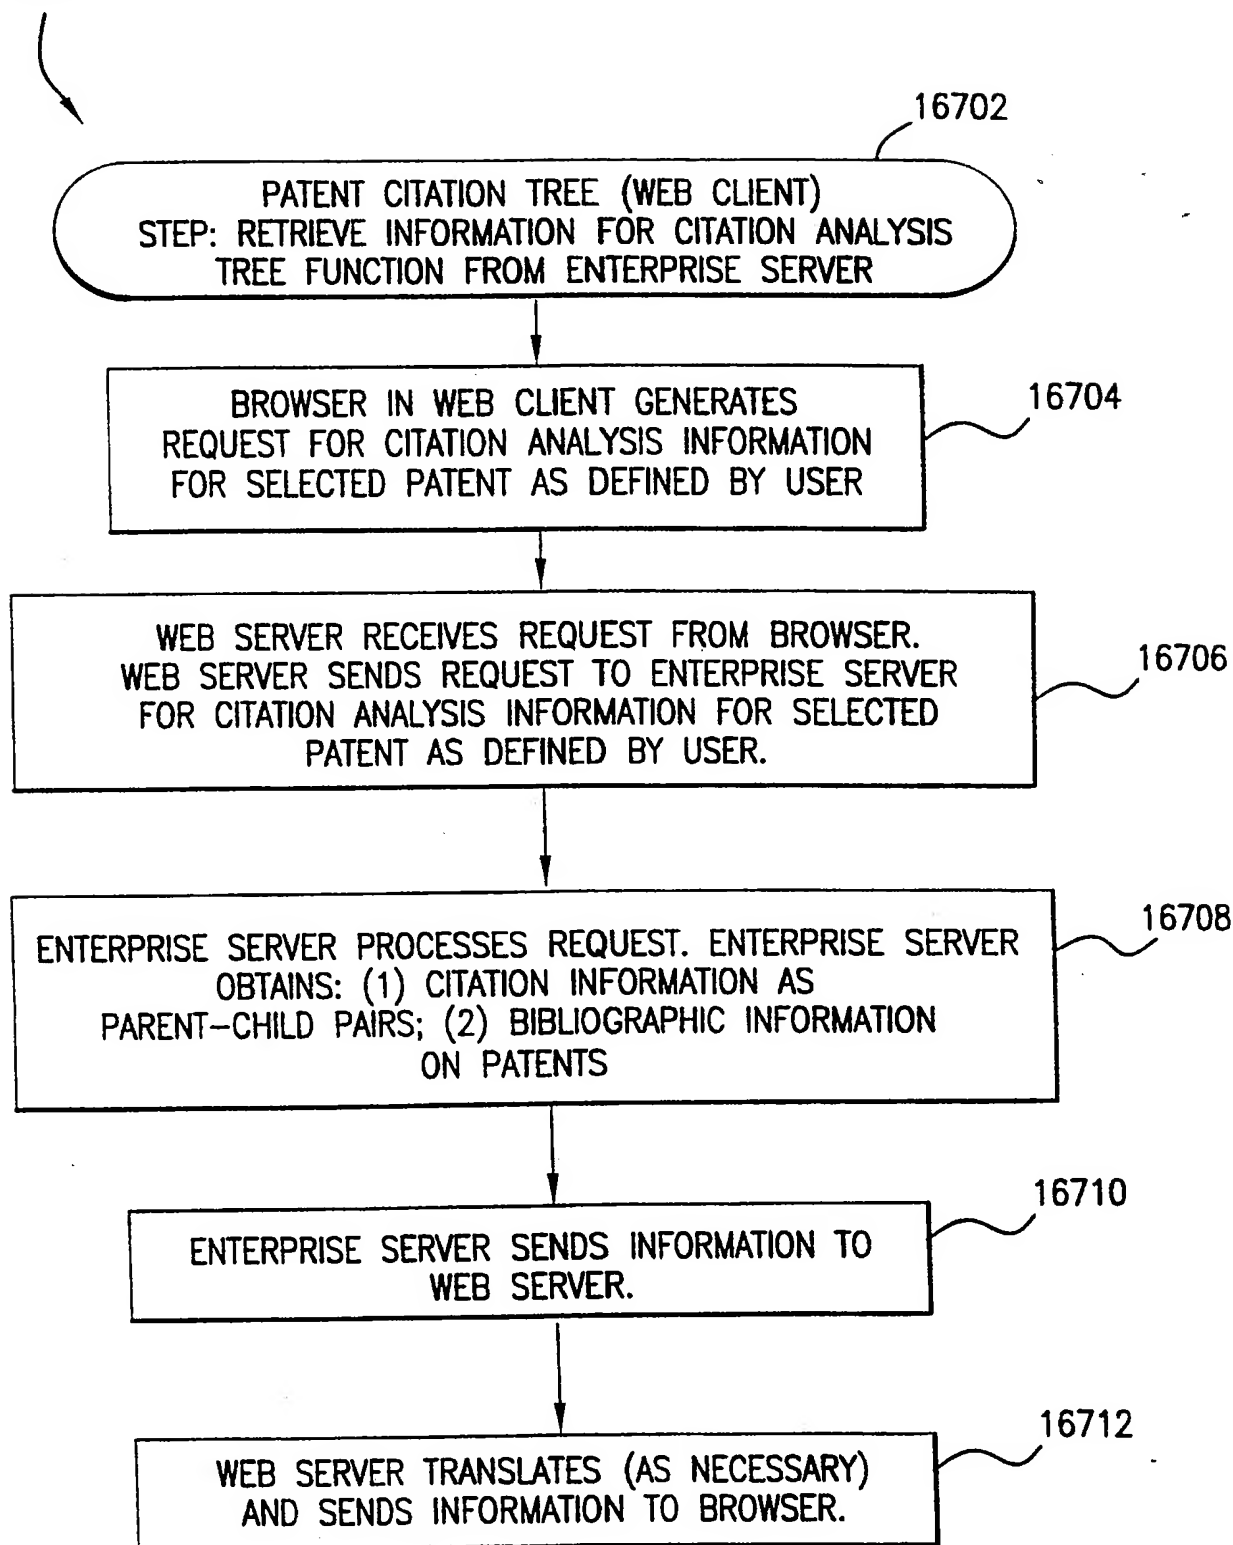 16702
PATENT CITATION TREE (WEB CLIENT)
STEP: RETRIEVE INFORMATION FOR CITATION ANALYSIS
TREE FUNCTION FROM ENTERPRISE SERVER
16704
BROWSER IN WEB CLIENT GENERATES
REQUEST FOR CITATION ANALYSIS INFORMATION
FOR SELECTED PATENT AS DEFINED BY USER
16706
WEB SERVER RECEIVES REQUEST FROM BROWSER.
WEB SERVER SENDS REQUEST TO ENTERPRISE SERVER
FOR CITATION ANALYSIS INFORMATION FOR SELECTED
PATENT AS DEFINED BY USER.
16708
ENTERPRISE SERVER PROCESSES REQUEST. ENTERPRISE SERVER
OBTAINS: (1) CITATION INFORMATION AS
PARENT-CHILD PAIRS; (2) BIBLIOGRAPHIC INFORMATION
ON PATENTS
16710
ENTERPRISE SERVER SENDS INFORMATION TO
WEB SERVER.
16712
WEB SERVER TRANSLATES (AS NECESSARY)
AND SENDS INFORMATION TO BROWSER.